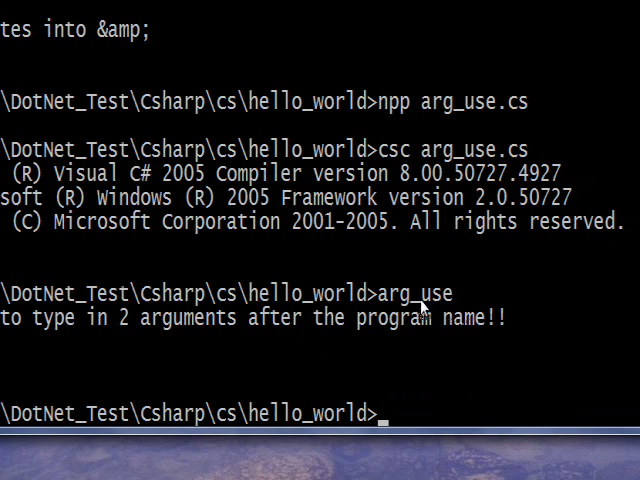 tes into &amp;
\DotNet_Test\Csharp\cs\hello_world>npp arg_use.cs
\DotNet_Test\Csharp\cs\hello_world>csc arg_use.cs
(R) Visual C# 2005 Compiler version 8.00.50727.4927
soft (R) Windows (R) 2005 Framework version 2.0.50727
(C) Microsoft Corporation 2001-2005. All rights reserved.
\DotNet_Test\Csharp\cs\hello_world>arg_use
to type in 2 arguments after the program name!!
\DotNet_Test\Csharp\cs\hello_world>